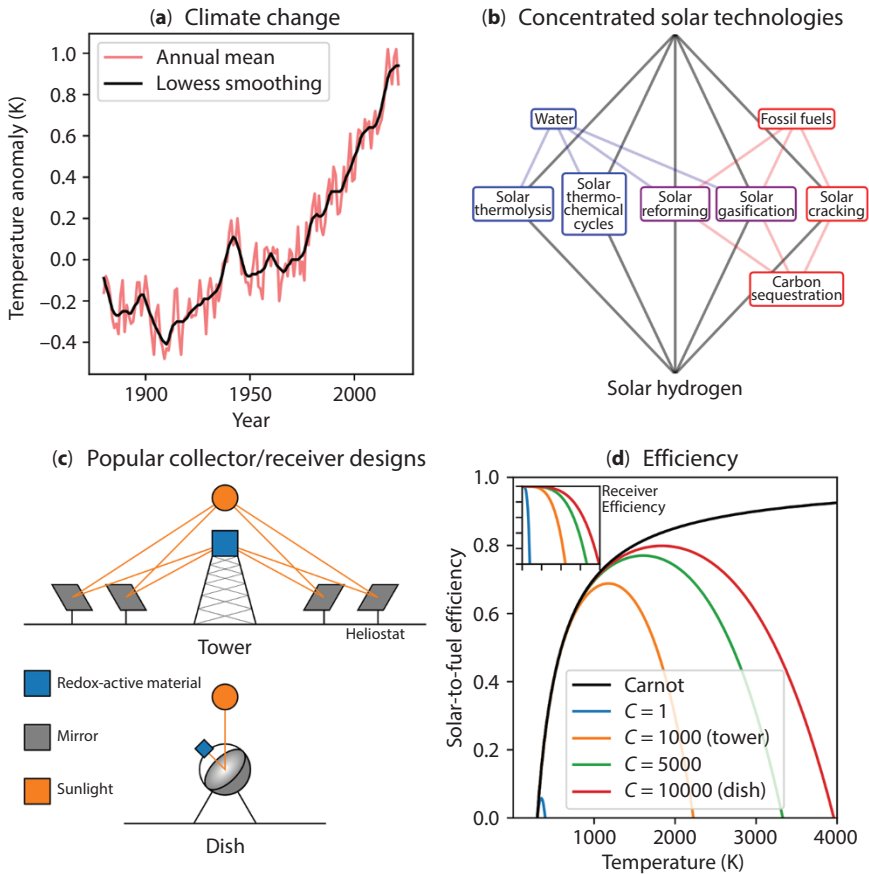 (a) Climate change
Annual mean
Lowess smoothing
Temperature anomaly (K)
1.0
0.8
0.6
0.4
0.2
0.0
−0.2
−0.4
1900
1950
2000
Year
(b) Concentrated solar technologies
Water
Fossil fuels
Solar
thermolysis
Solar
thermo-
chemical
cycles
Solar
reforming
Solar
gasification
Solar
cracking
Carbon
sequestration
Solar hydrogen
(c) Popular collector/receiver designs
Heliostat
Tower
Redox-active material
Mirror
Sunlight
Dish
(d) Efficiency
Receiver
Efficiency
Solar-to-fuel efficiency
1.0
0.8
0.6
0.4
0.2
0.0
Carnot
C = 1
C = 1000 (tower)
C = 5000
C = 10000 (dish)
1000
2000
3000
4000
Temperature (K)